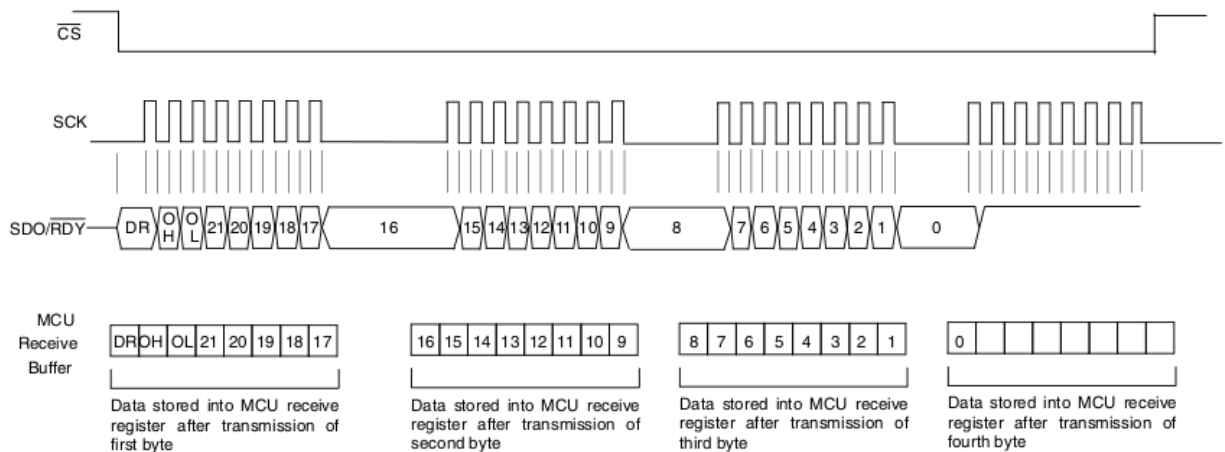 CS
SCK
SDO/RDY
DR OH OL 21 20 19 18 17 16 15 14 13 12 11 10 9 8 7 6 5 4 3 2 1 0
MCU
Receive
Buffer
DR OH OL 21 20 19 18 17
16 15 14 13 12 11 10 9
8 7 6 5 4 3 2 1
0
Data stored into MCU receive
register after transmission of
first byte
Data stored into MCU receive
register after transmission of
second byte
Data stored into MCU receive
register after transmission of
third byte
Data stored into MCU receive
register after transmission of
fourth byte